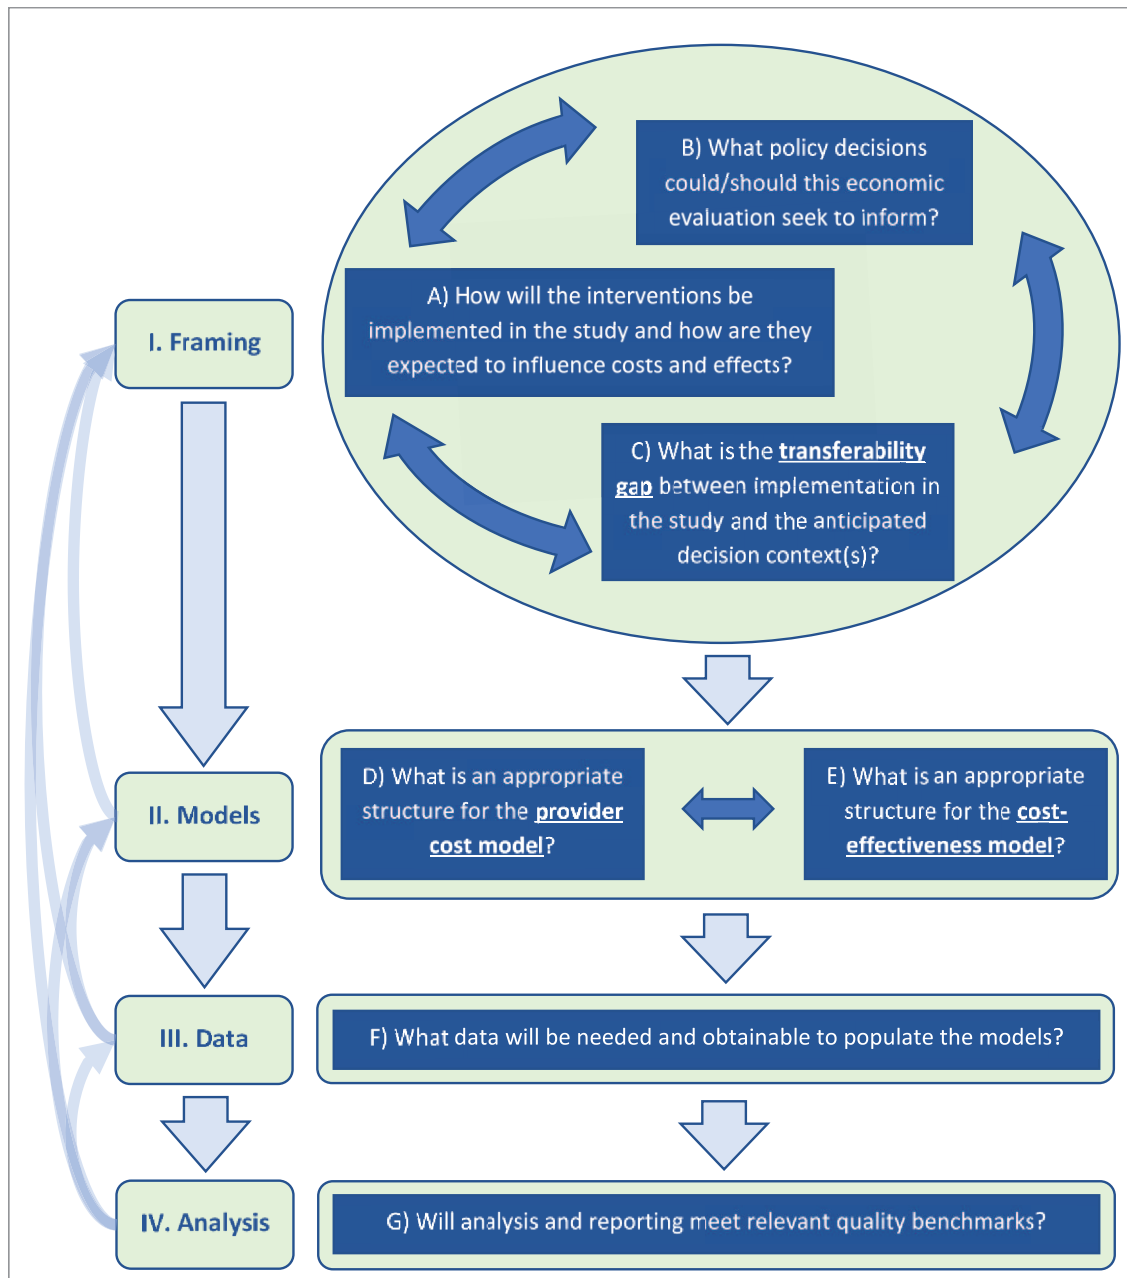 B) What policy decisions
could/should this economic
evaluation seek to inform?
A) How will the interventions be
implemented in the study and how are they
expected to influence costs and effects?
I. Framing
C) What is the transferability
gap between implementation in
the study and the anticipated
decision context(s)?
II. Models
D) What is an appropriate
structure for the provider
cost model?
E) What is an appropriate
structure for the cost-
effectiveness model?
III. Data
F) What data will be needed and obtainable to populate the models?
IV. Analysis
G) Will analysis and reporting meet relevant quality benchmarks?